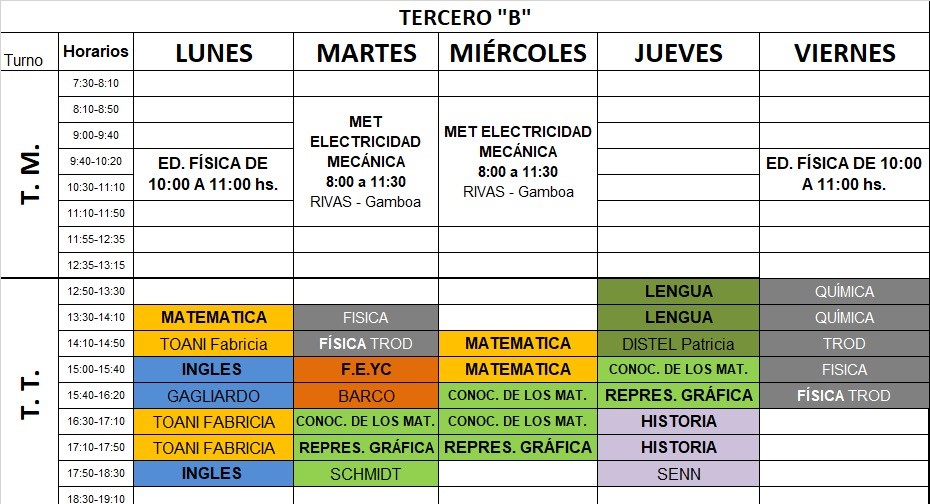 TERCERO "B"
Turno Horarios LUNES MARTES MIÉRCOLES JUEVES VIERNES
T. M.
7:30-8:10
8:10-8:50
9:00-9:40
9:40-10:20
10:30-11:10
11:10-11:50
11:55-12:35
12:35-13:15
ED. FÍSICA DE
10:00 A 11:00 hs.
MET
ELECTRICIDAD
MECÁNICA
8:00 a 11:30
RIVAS - Gamboa
MET ELECTRICIDAD
MECÁNICA
8:00 a 11:30
RIVAS - Gamboa
ED. FÍSICA DE 10:00
A 11:00 hs.
T. T.
12:50-13:30 LENGUA QUÍMICA
13:30-14:10 MATEMATICA FISICA LENGUA QUÍMICA
14:10-14:50 TOANI Fabricia FÍSICA TROD MATEMATICA DISTEL Patricia TROD
15:00-15:40 INGLES F.E.YC MATEMATICA CONOC. DE LOS MAT. FISICA
15:40-16:20 GAGLIARDO BARCO CONOC. DE LOS MAT. REPRES. GRÁFICA FÍSICA TROD
16:30-17:10 TOANI FABRICIA CONOC. DE LOS MAT. CONOC. DE LOS MAT. HISTORIA
17:10-17:50 TOANI FABRICIA REPRES. GRÁFICA REPRES. GRÁFICA HISTORIA
17:50-18:30 INGLES SCHMIDT SENN
18:30-19:10